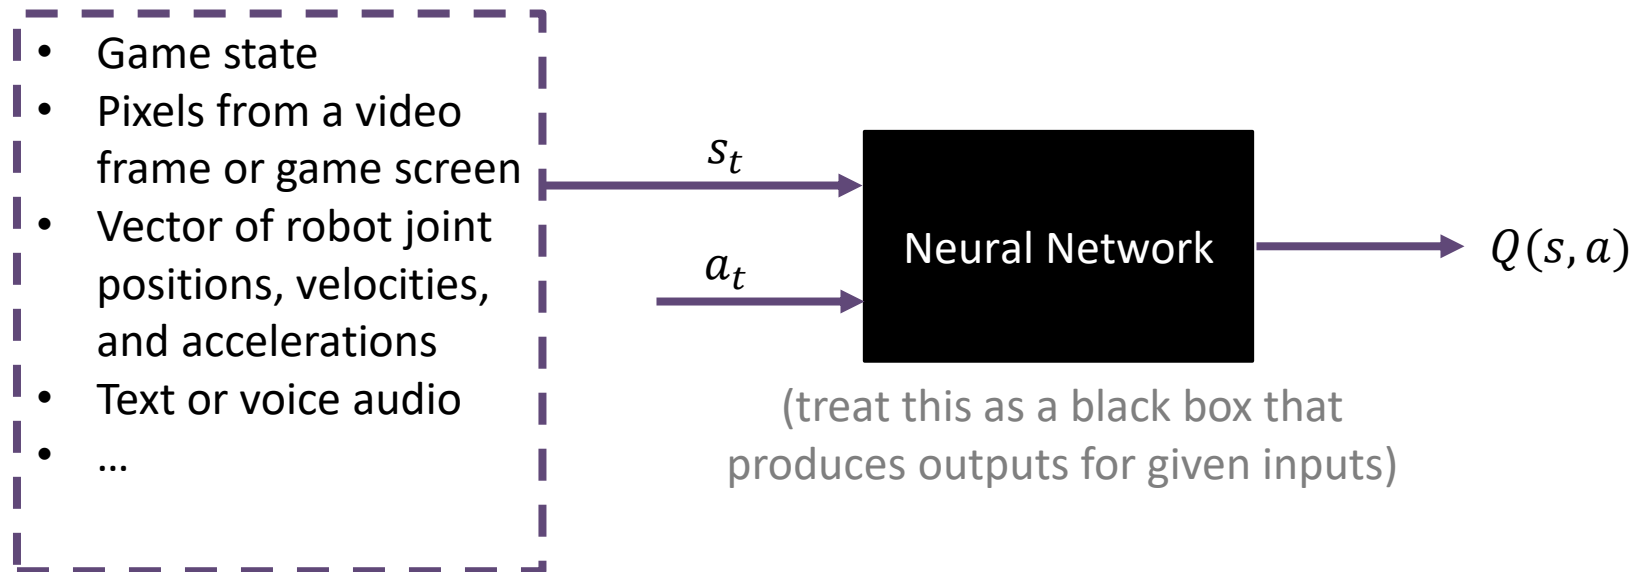 • Game state
• Pixels from a video
frame or game screen
• Vector of robot joint
positions, velocities,
and accelerations
• Text or voice audio
• …
s_t
a_t
Neural Network
Q(s, a)
(treat this as a black box that
produces outputs for given inputs)